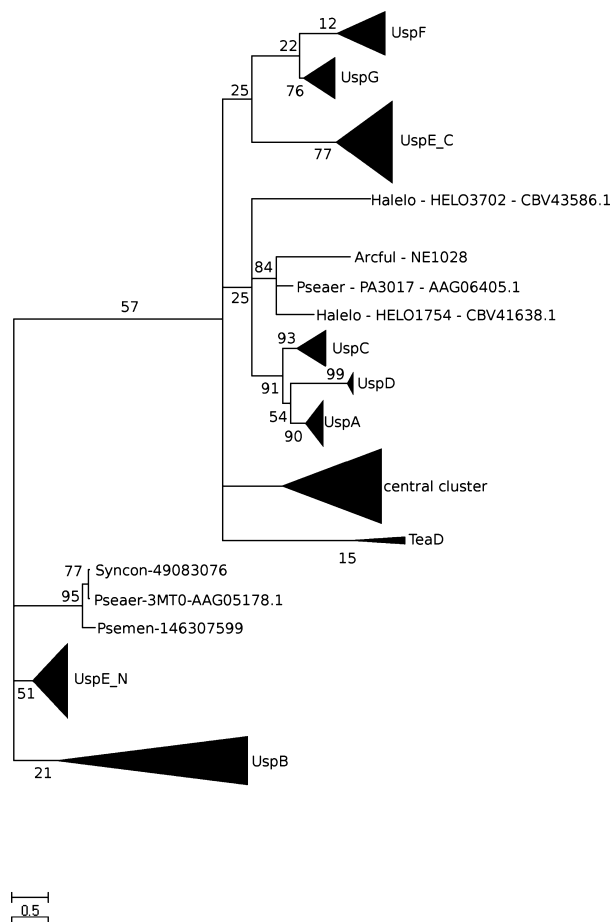 12
UspF
22
UspG
76
25
UspE_C
77
Halelo - HELO3702 - CBV43586.1
Arcful - NE1028
84
Pseaer - PA3017 - AAG06405.1
25
57
Halelo - HELO1754 - CBV41638.1
93
UspC
99
UspD
91
54
UspA
90
central cluster
TeaD
15
77
Syncon-49083076
95
Pseaer-3MT0-AAG05178.1
Psemen-146307599
UspE_N
51
UspB
21
0.5